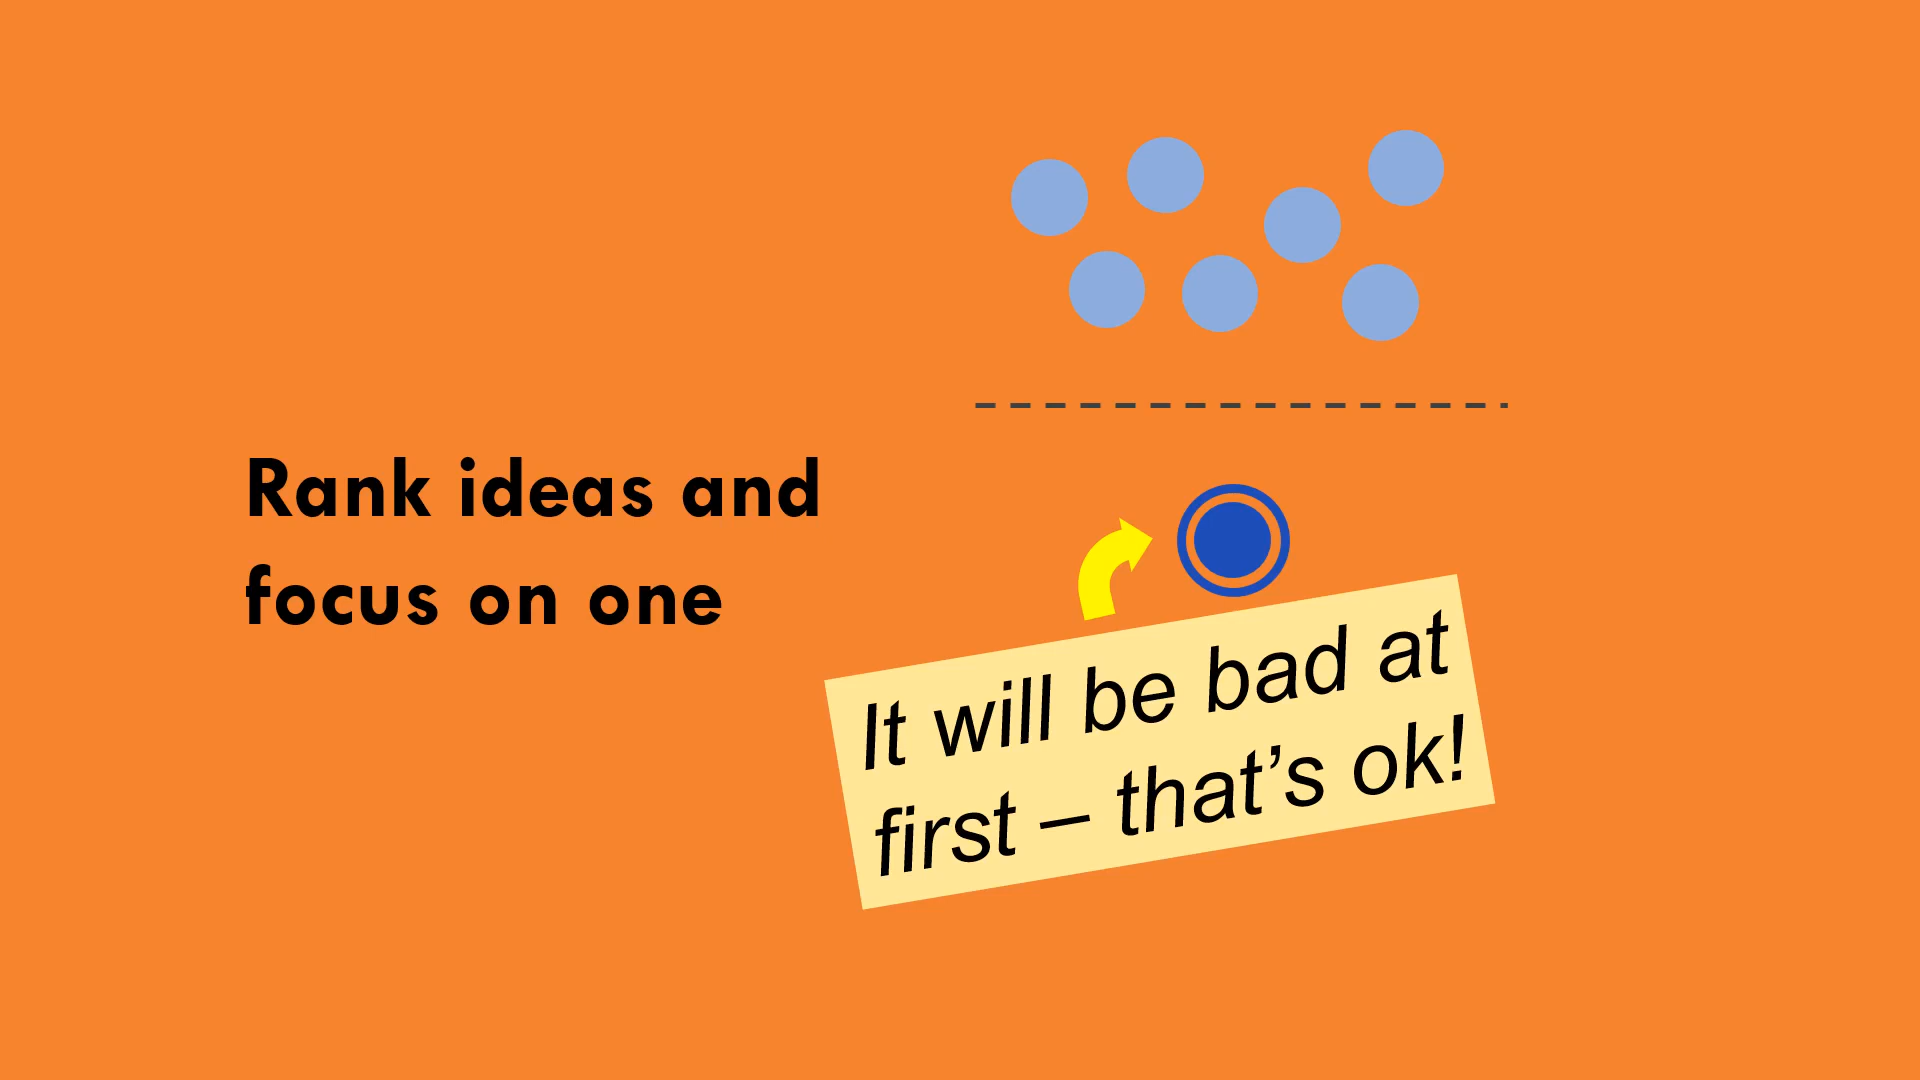 Rank ideas and
focus on one
It will be bad at
first – that’s ok!